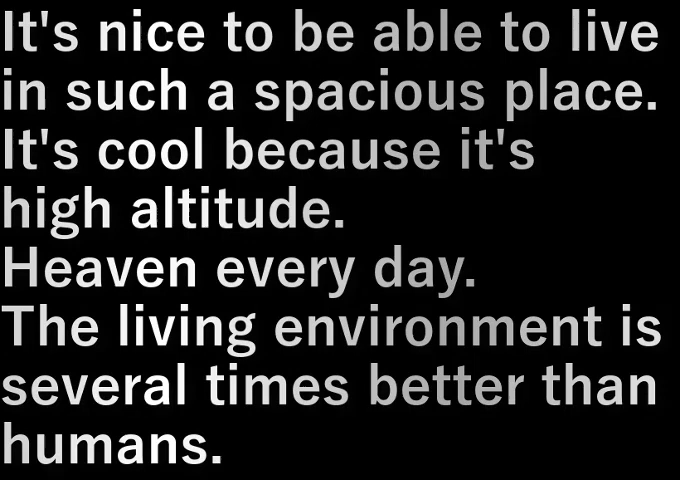 It's nice to be able to live
in such a spacious place.
It's cool because it's
high altitude.
Heaven every day.
The living environment is
several times better than
humans.